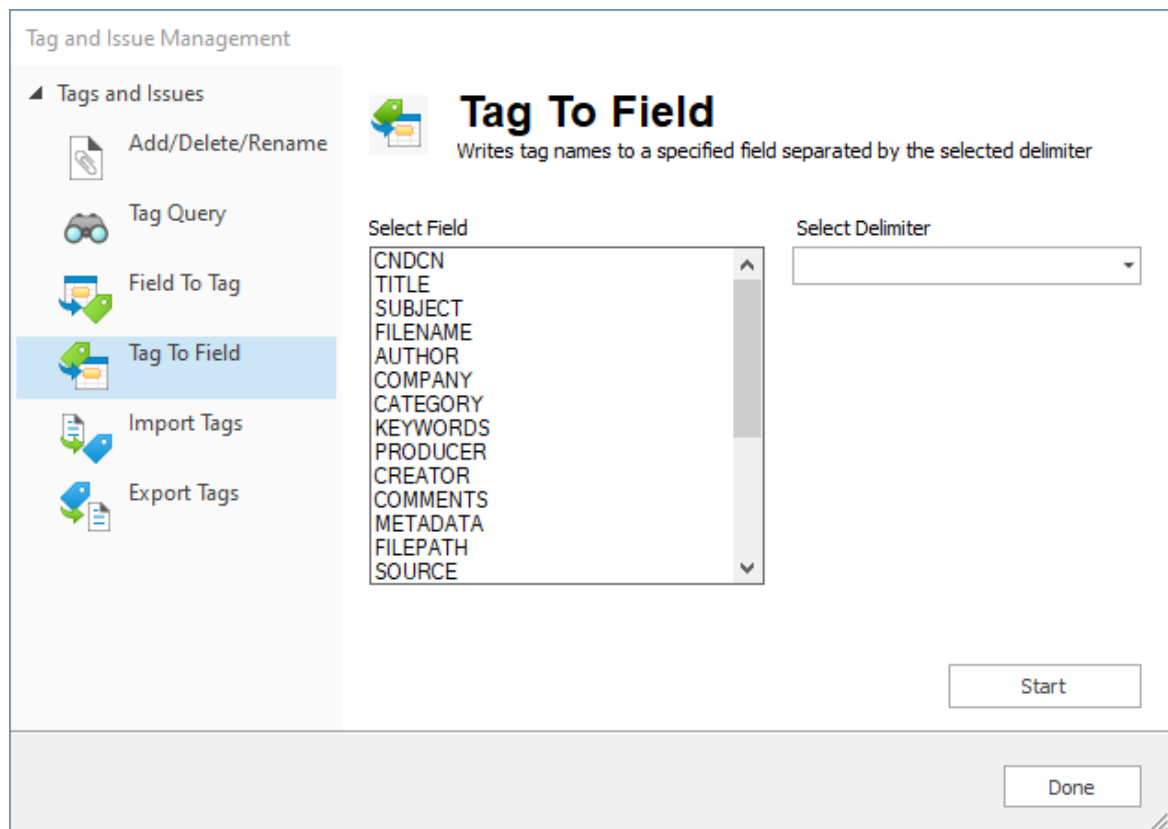 Tag and Issue Management
Tags and Issues
Add/Delete/Rename
Tag Query
Field To Tag
Tag To Field
Import Tags
Export Tags
Tag To Field
Writes tag names to a specified field separated by the selected delimiter
Select Field
CNDCN
TITLE
SUBJECT
FILENAME
AUTHOR
COMPANY
CATEGORY
KEYWORDS
PRODUCER
CREATOR
COMMENTS
METADATA
FILEPATH
SOURCE
Select Delimiter
Start
Done